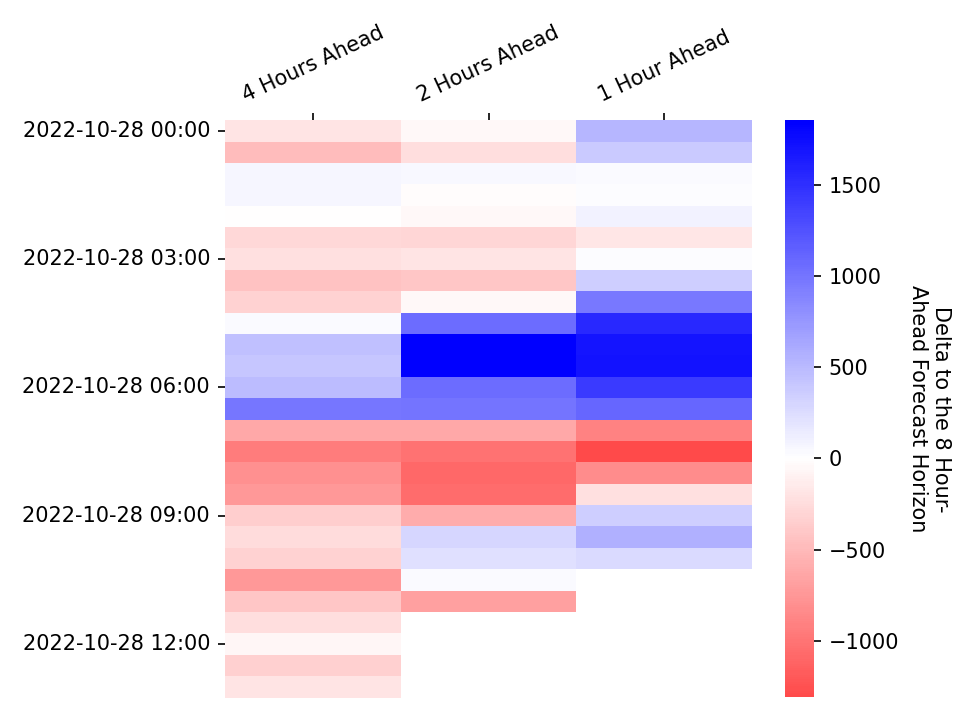 4 Hours Ahead
2 Hours Ahead
1 Hour Ahead
2022-10-28 00:00
2022-10-28 03:00
2022-10-28 06:00
2022-10-28 09:00
2022-10-28 12:00
1500
1000
500
0
−500
−1000
Delta to the 8 Hour-
Ahead Forecast Horizon